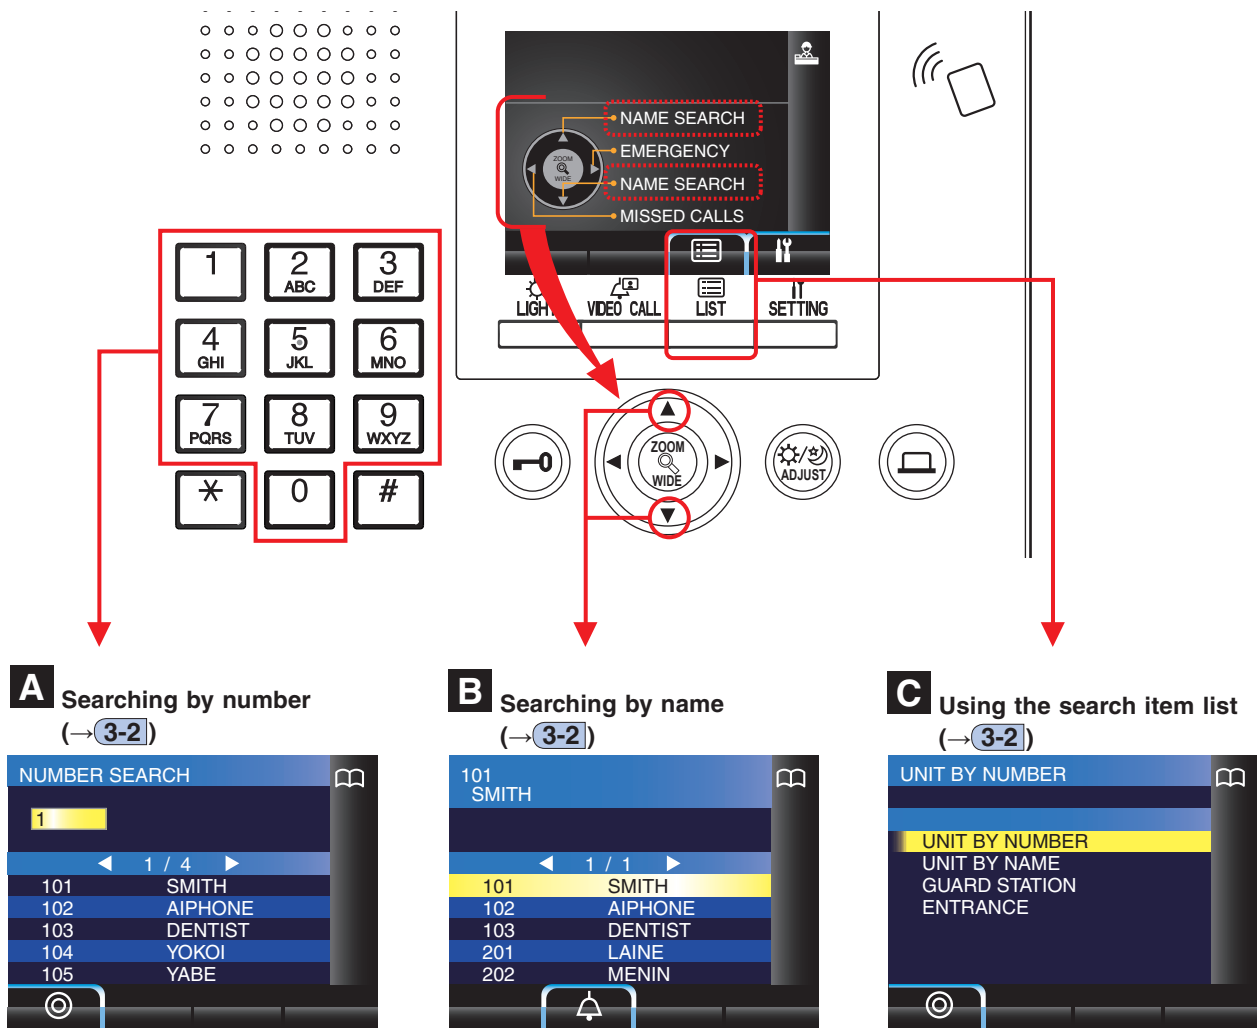 NAME SEARCH
EMERGENCY
NAME SEARCH
MISSED CALLS
ZOOM
WIDE
LIGHT
VIDEO CALL
LIST
SETTING
1
2
ABC
3
DEF
4
GHI
5
JKL
6
MNO
7
PQRS
8
TUV
9
WXYZ
0
#
ZOOM
WIDE
ADJUST
A Searching by number
(→3-2)
NUMBER SEARCH
1
1 / 4
101 SMITH
102 AIPHONE
103 DENTIST
104 YOKOI
105 YABE
B Searching by name
(→3-2)
101
SMITH
1 / 1
101 SMITH
102 AIPHONE
103 DENTIST
201 LAINE
202 MENIN
C Using the search item list
(→3-2)
UNIT BY NUMBER
UNIT BY NUMBER
UNIT BY NAME
GUARD STATION
ENTRANCE